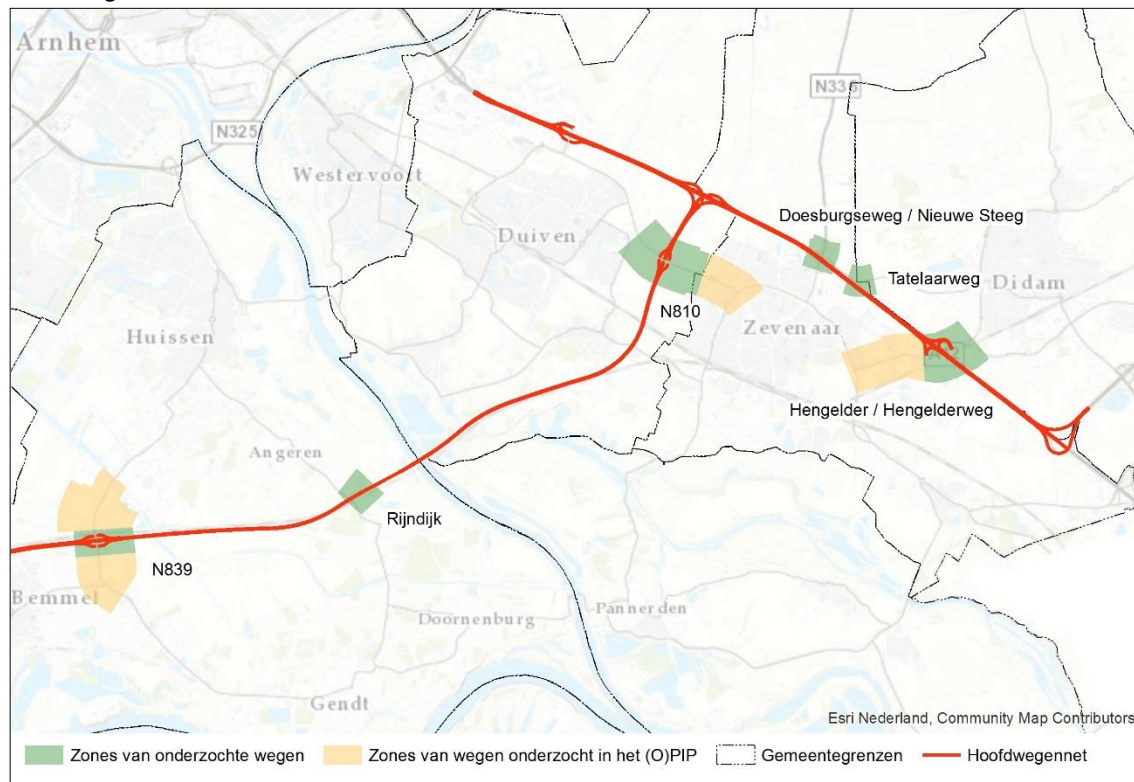 Arnhem
N325
N336
Westervoort
Doesburgseweg / Nieuwe Steeg
Duiven
Tatelaarweg
Didam
N810
Zevenaar
Huissen
Hengelder / Hengelderweg
Angeren
Rijndijk
N839
Bemmel
Pannerden
Doornenburg
Gendt
Esri Nederland, Community Map Contributors
Zones van onderzochte wegen
Zones van wegen onderzocht in het (O)PIP
Gemeentegrenzen
Hoofdwegennet